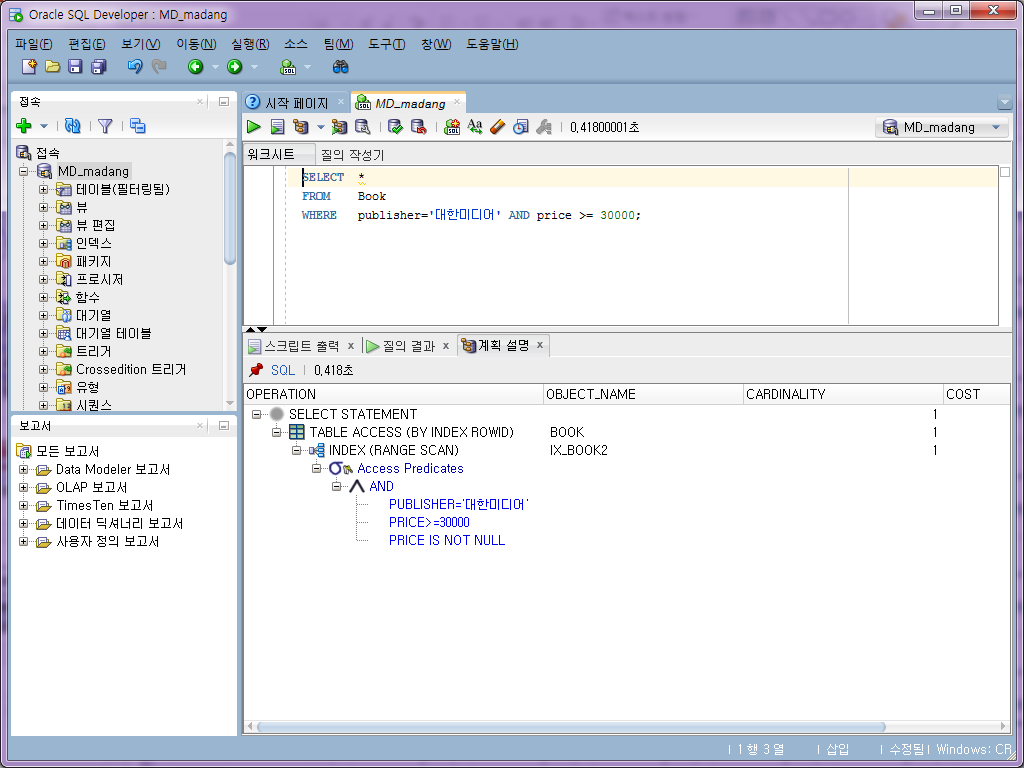 Oracle SQL Developer : MD_madang
파일(F) 편집(E) 보기(V) 이동(N) 실행(R) 소스 팀(M) 도구(T) 창(W) 도움말(H)
접속
접속
MD_madang
테이블(필터링됨)
뷰
뷰 편집
인덱스
패키지
프로시저
함수
대기열
대기열 테이블
트리거
Crossedition 트리거
유형
시퀀스
보고서
모든 보고서
Data Modeler 보고서
OLAP 보고서
TimesTen 보고서
데이터 딕셔너리 보고서
사용자 정의 보고서
시작 페이지 MD_madang
0,41800001초 MD_madang
워크시트 질의 작성기
SELECT *
FROM Book
WHERE publisher='대한미디어' AND price >= 30000;
스크립트 출력 x 질의 결과 x 계획 설명 x
SQL 0,418초
OPERATION OBJECT_NAME CARDINALITY COST
SELECT STATEMENT 1
TABLE ACCESS (BY INDEX ROWID) BOOK 1
INDEX (RANGE SCAN) IX_BOOK2 1
Access Predicates
AND
PUBLISHER='대한미디어'
PRICE>=30000
PRICE IS NOT NULL
1 행 3 열 삽입 수정됨 Windows: CR